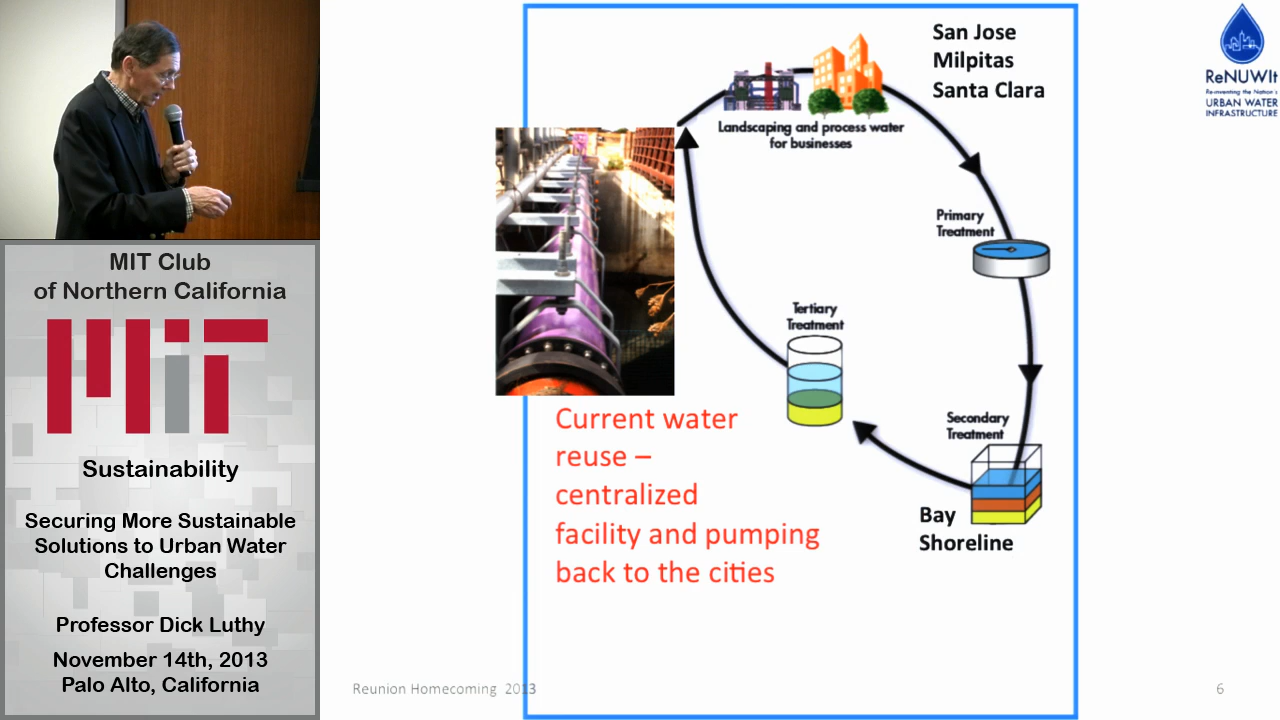 MIT Club
of Northern California
MIT
Sustainability
Securing More Sustainable
Solutions to Urban Water
Challenges
Professor Dick Luthy
November 14th, 2013
Palo Alto, California
San Jose
Milpitas
Santa Clara
ReNUWIt
Re-inventing the Nation's
URBAN WATER
INFRASTRUCTURE
Landscaping and process water
for businesses
Primary
Treatment
Tertiary
Treatment
Secondary
Treatment
Bay
Shoreline
Current water
reuse –
centralized
facility and pumping
back to the cities
Reunion Homecoming 2013
6